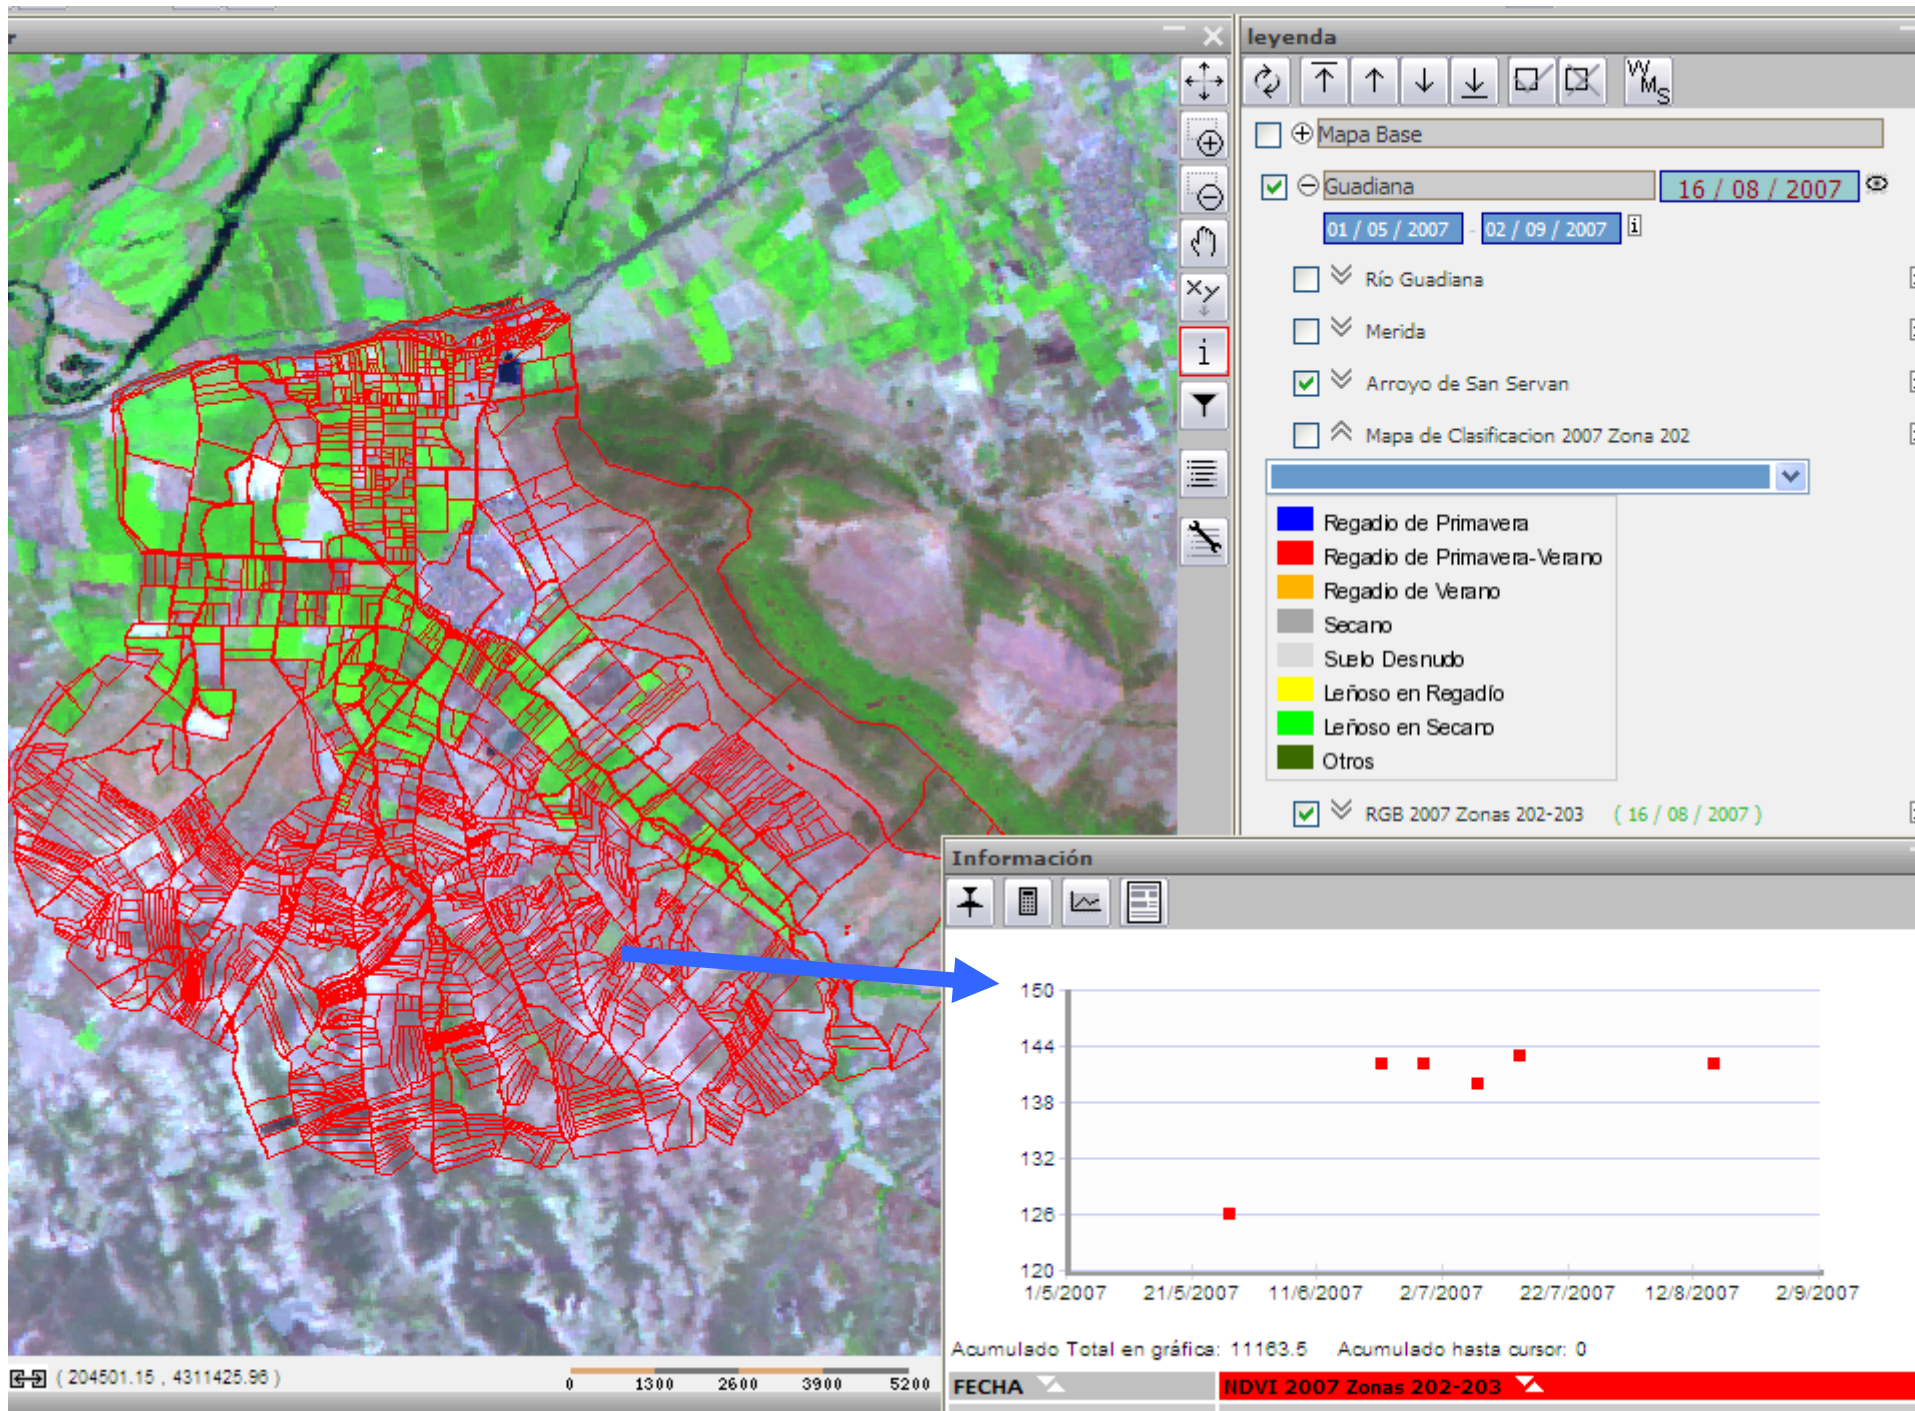 leyenda
WMS
Mapa Base
Guadiana 16 / 08 / 2007
01 / 05 / 2007 - 02 / 09 / 2007 i
Río Guadiana
xy
Merida
i
Arroyo de San Servan
Mapa de Clasificacion 2007 Zona 202
Regadio de Primavera
Regadio de Primavera-Verano
Regadio de Verano
Secano
Suelo Desnudo
Leñoso en Regadío
Leñoso en Secano
Otros
RGB 2007 Zonas 202-203 ( 16 / 08 / 2007 )
Información
150
144
138
132
126
120
1/5/2007 21/5/2007 11/6/2007 2/7/2007 22/7/2007 12/8/2007 2/9/2007
Acumulado Total en gráfica: 11163.5 Acumulado hasta cursor: 0
( 204501.15 , 4311425.96 ) 0 1300 2600 3900 5200
FECHA NDVI 2007 Zonas 202-203